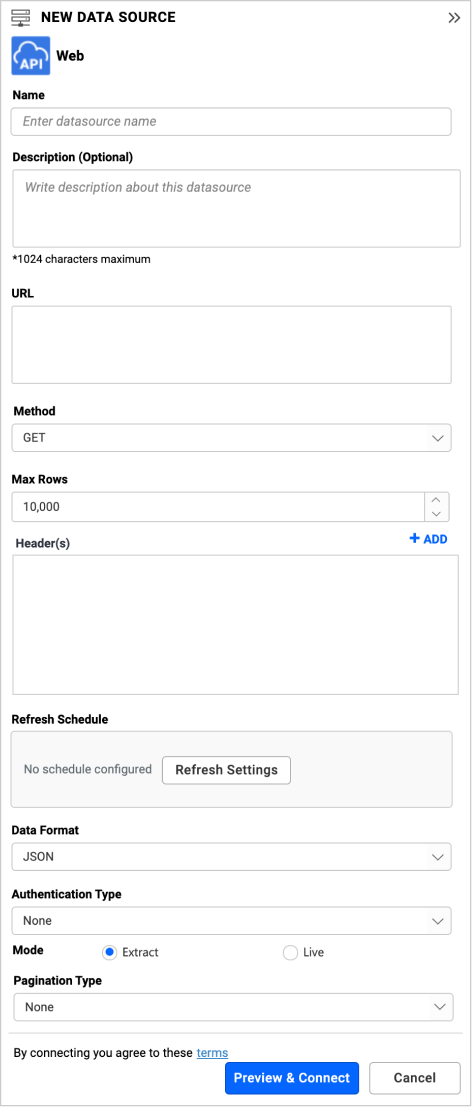 NEW DATA SOURCE
API Web
Name
Enter datasource name
Description (Optional)
Write description about this datasource
*1024 characters maximum
URL
Method
GET
Max Rows
10,000
Header(s) + ADD
Refresh Schedule
No schedule configured Refresh Settings
Data Format
JSON
Authentication Type
None
Mode Extract Live
Pagination Type
None
By connecting you agree to these terms
Preview & Connect Cancel